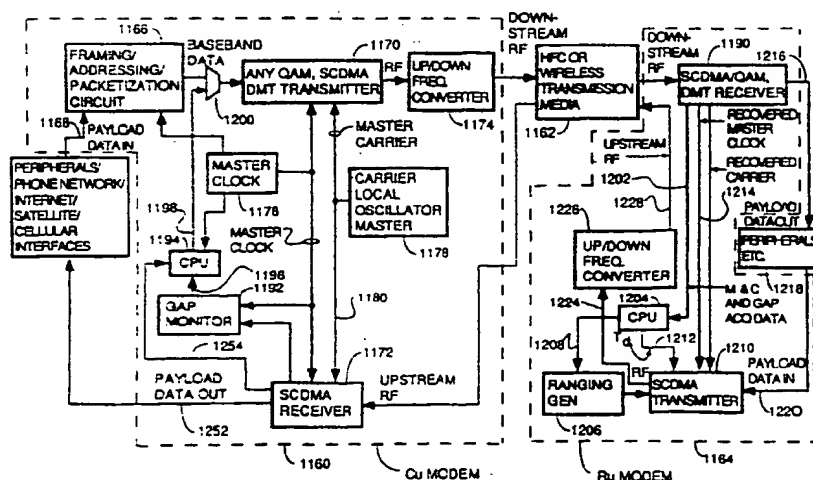 1166
FRAMING/
ADDRESSING/
PACKETIZATION
CIRCUIT
1168
PAYLOAD
DATA IN
PERIPHERALS/
PHONE NETWORK/
INTERNET/
SATELLITE/
CELLULAR
INTERFACES
BASEBAND
DATA
1200
1170
ANY QAM, SCDMA
DMT TRANSMITTER
RF
UP/DOWN
FREQ.
CONVERTER
1174
MASTER
CARRIER
MASTER
CLOCK
1176
CARRIER
LOCAL
OSCILLATOR
MASTER
1178
MASTER
CLOCK
1198
1194
CPU
1196
1192
GAP
MONITOR
1254
1180
1172
SCDMA
RECEIVER
UPSTREAM
RF
PAYLOAD
DATA OUT
1252
1160
Cu MODEM
DOWN-
STREAM
RF
HFC OR
WIRELESS
TRANSMISSION
MEDIA
1162
DOWN-
STREAM
RF
1190
1216
SCDMA/QAM,
DMT RECEIVER
RECOVERED
MASTER
CLOCK
RECOVERED
CARRIER
UPSTREAM
RF
1202
1214
1226
1228
UP/DOWN
FREQ.
CONVERTER
PAYLOAD
DATA OUT
PERIPHERALS
ETC.
1218
M & C
AND GAP
ACQ DATA
1224
1204
CPU
1208
Td
1212
1210
RF
RANGING
GEN
1206
SCDMA
TRANSMITTER
PAYLOAD
DATA IN
1220
1164
Ru MODEM